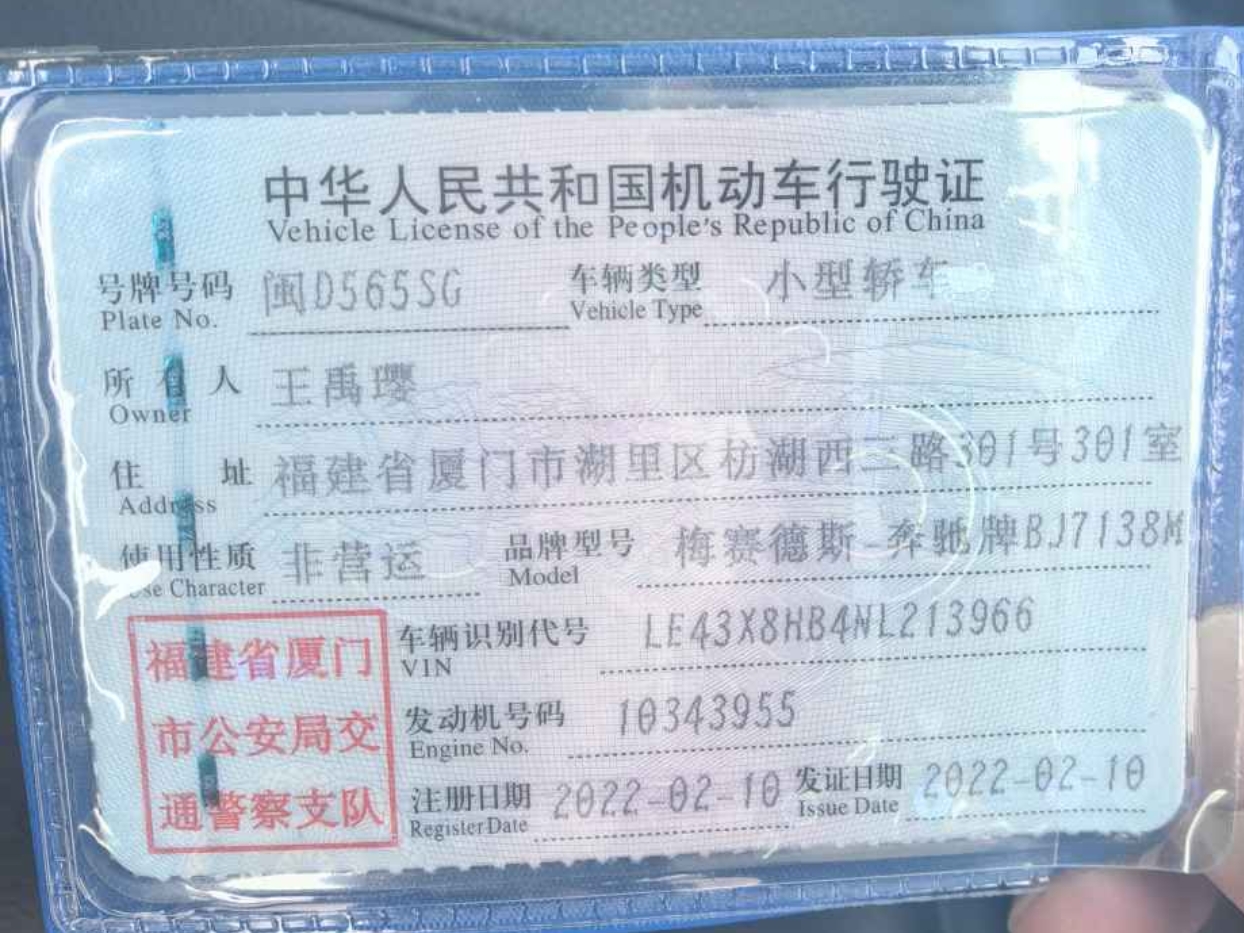 中华人民共和国机动车行驶证
Vehicle License of the People's Republic of China
号牌号码 闽D565SG 车辆类型 小型轿车
Plate No. Vehicle Type
所有人 王禹璎
Owner
住址 福建省厦门市湖里区枋湖西二路301号301室
Address
使用性质 非营运 品牌型号 梅赛德斯-奔驰牌BJ7138M
Use Character Model
福建省厦门
市公安局交
通警察支队
车辆识别代号 LE43X8HB4NL213966
VIN
发动机号码 10343955
Engine No.
注册日期 2022-02-10 发证日期 2022-02-10
Register Date Issue Date